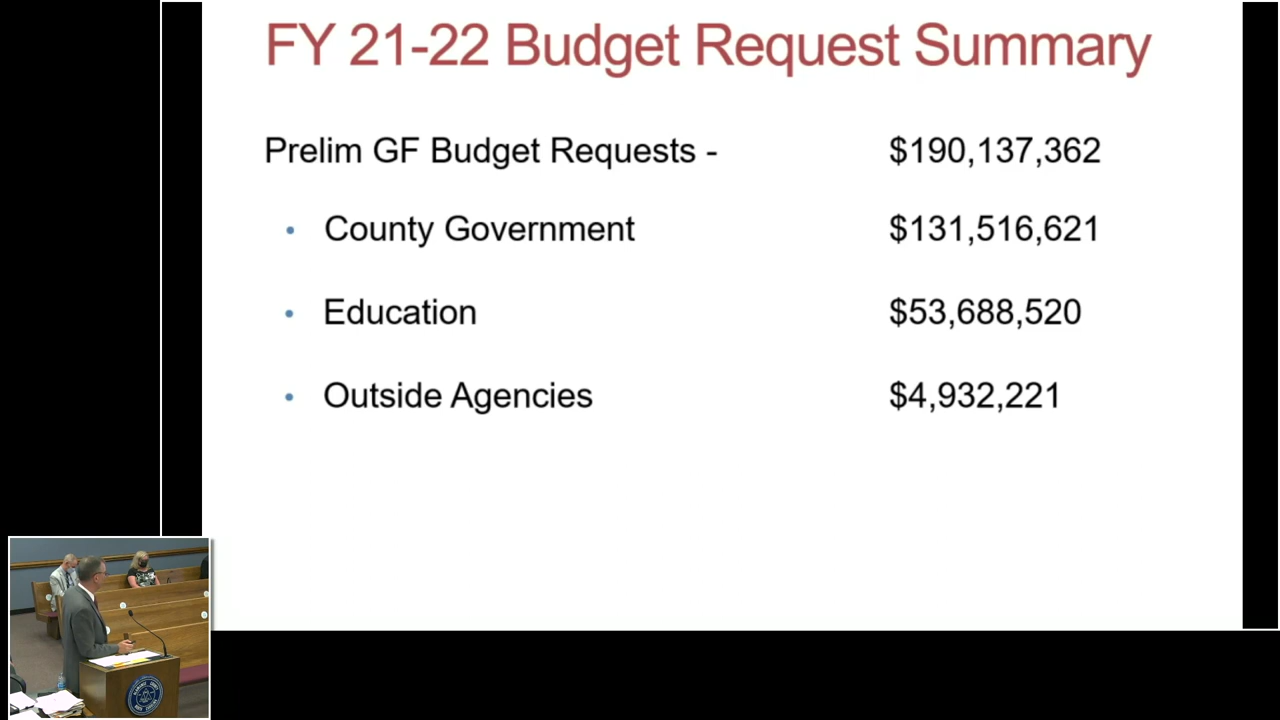 FY 21-22 Budget Request Summary
Prelim GF Budget Requests - $190,137,362
• County Government $131,516,621
• Education $53,688,520
• Outside Agencies $4,932,221